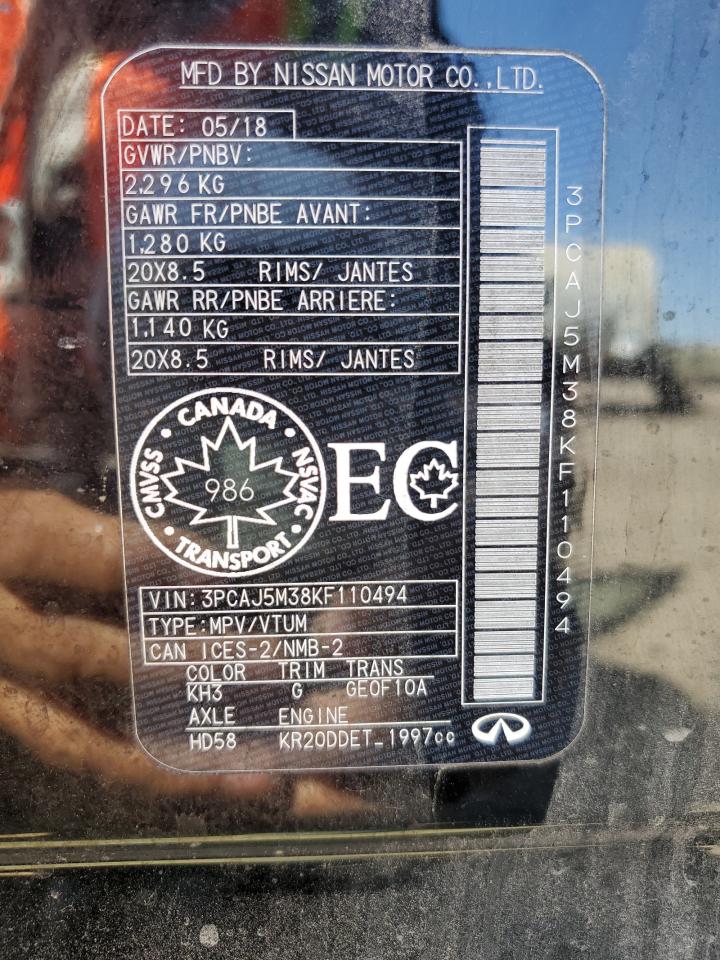 MFD BY NISSAN MOTOR CO.,LTD.
DATE: 05/18
GVWR/PNBV:
2,296 KG
GAWR FR/PNBE AVANT:
1,280 KG
20X8.5 RIMS/ JANTES
GAWR RR/PNBE ARRIERE:
1,140 KG
20X8.5 RIMS/ JANTES
3PCAJ5M38KF110494
CANADA
CMVSS
986
NSVAC
TRANSPORT
EC
VIN: 3PCAJ5M38KF110494
TYPE:MPV/VTUM
CAN ICES-2/NMB-2
COLOR TRIM TRANS
KH3 G GE0F10A
AXLE ENGINE
HD58 KR20DDET_1997cc